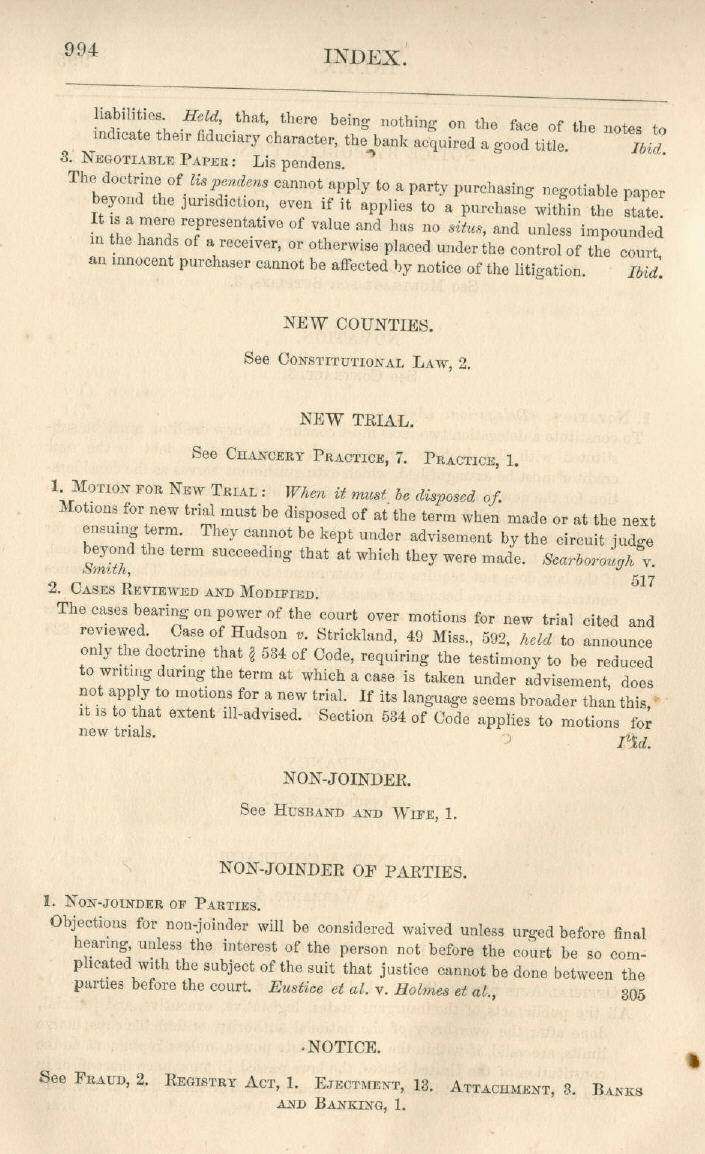 994
INDEX.
liabilities. Held, that, there being nothing on the face of the notes to
indicate their fiduciary character, the bank acquired a good title. Ibid.
3. NEGOTIABLE PAPER: Lis pendens.
The doctrine of lis pendens cannot apply to a party purchasing negotiable paper
beyond the jurisdiction, even if it applies to a purchase within the state.
It is a mere representative of value and has no situs, and unless impounded
in the hands of a receiver, or otherwise placed under the control of the court,
an innocent purchaser cannot be affected by notice of the litigation. Ibid.
NEW COUNTIES.
See CONSTITUTIONAL LAW, 2.
NEW TRIAL.
See CHANCERY PRACTICE, 7. PRACTICE, 1.
1. MOTION FOR NEW TRIAL: When it must be disposed of.
Motions for new trial must be disposed of at the term when made or at the next
ensuing term. They cannot be kept under advisement by the circuit judge
beyond the term succeeding that at which they were made. Scarborough v.
Smith, 517
2. CASES REVIEWED AND MODIFIED.
The cases bearing on power of the court over motions for new trial cited and
reviewed. Case of Hudson v. Strickland, 49 Miss., 592, held to announce
only the doctrine that § 534 of Code, requiring the testimony to be reduced
to writing during the term at which a case is taken under advisement, does
not apply to motions for a new trial. If its language seems broader than this,
it is to that extent ill-advised. Section 534 of Code applies to motions for
new trials. Ibid.
NON-JOINDER.
See HUSBAND AND WIFE, 1.
NON-JOINDER OF PARTIES.
1. NON-JOINDER OF PARTIES.
Objections for non-joinder will be considered waived unless urged before final
hearing, unless the interest of the person not before the court be so com-
plicated with the subject of the suit that justice cannot be done between the
parties before the court. Eustice et al. v. Holmes et al., 305
NOTICE.
See FRAUD, 2. REGISTRY ACT, 1. EJECTMENT, 13. ATTACHMENT, 3. BANKS
AND BANKING, 1.